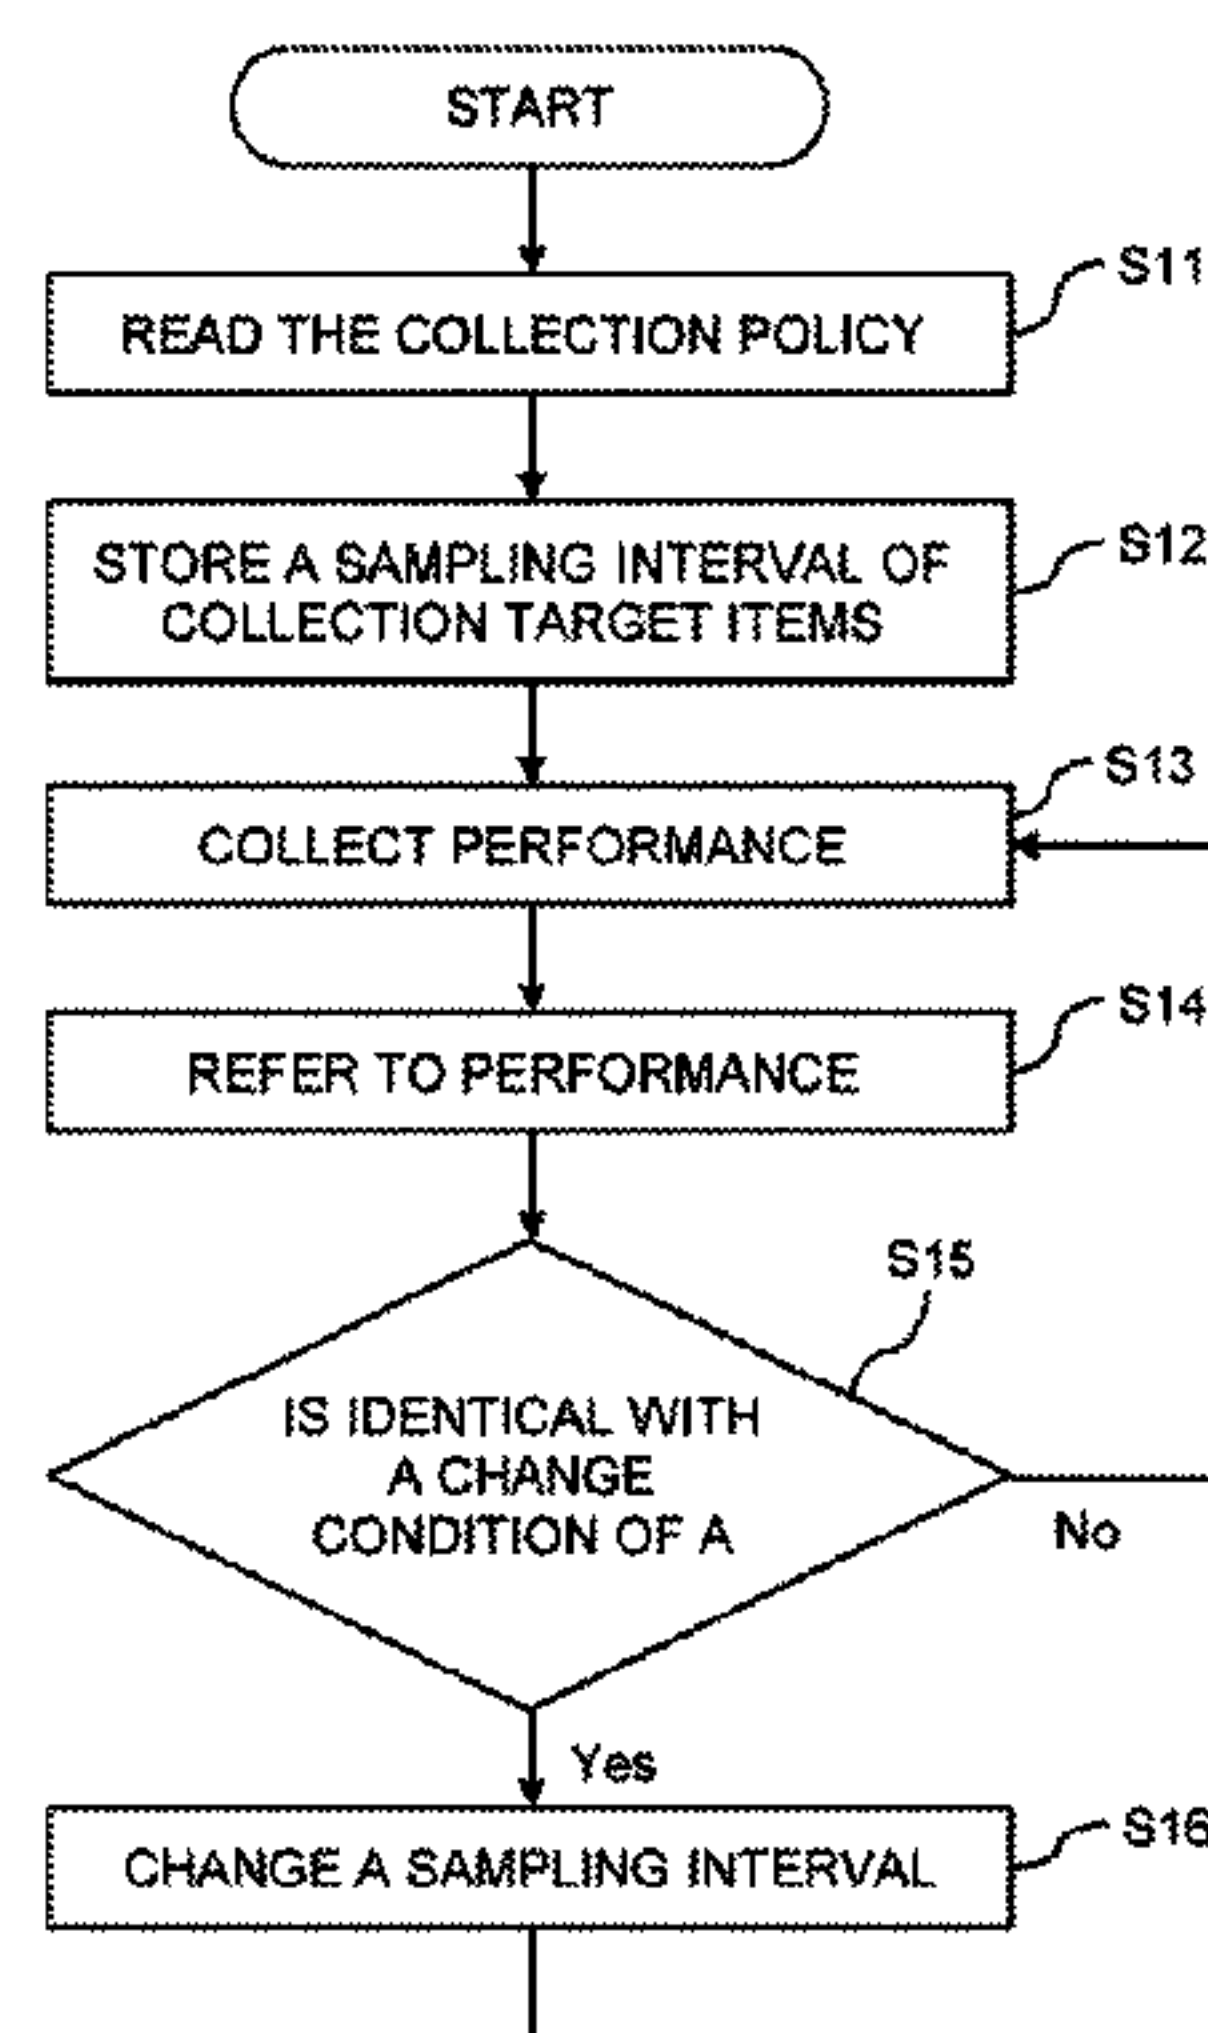 START
S11
READ THE COLLECTION POLICY
S12
STORE A SAMPLING INTERVAL OF
COLLECTION TARGET ITEMS
S13
COLLECT PERFORMANCE
S14
REFER TO PERFORMANCE
S15
IS IDENTICAL WITH
A CHANGE
CONDITION OF A
No
Yes
S16
CHANGE A SAMPLING INTERVAL